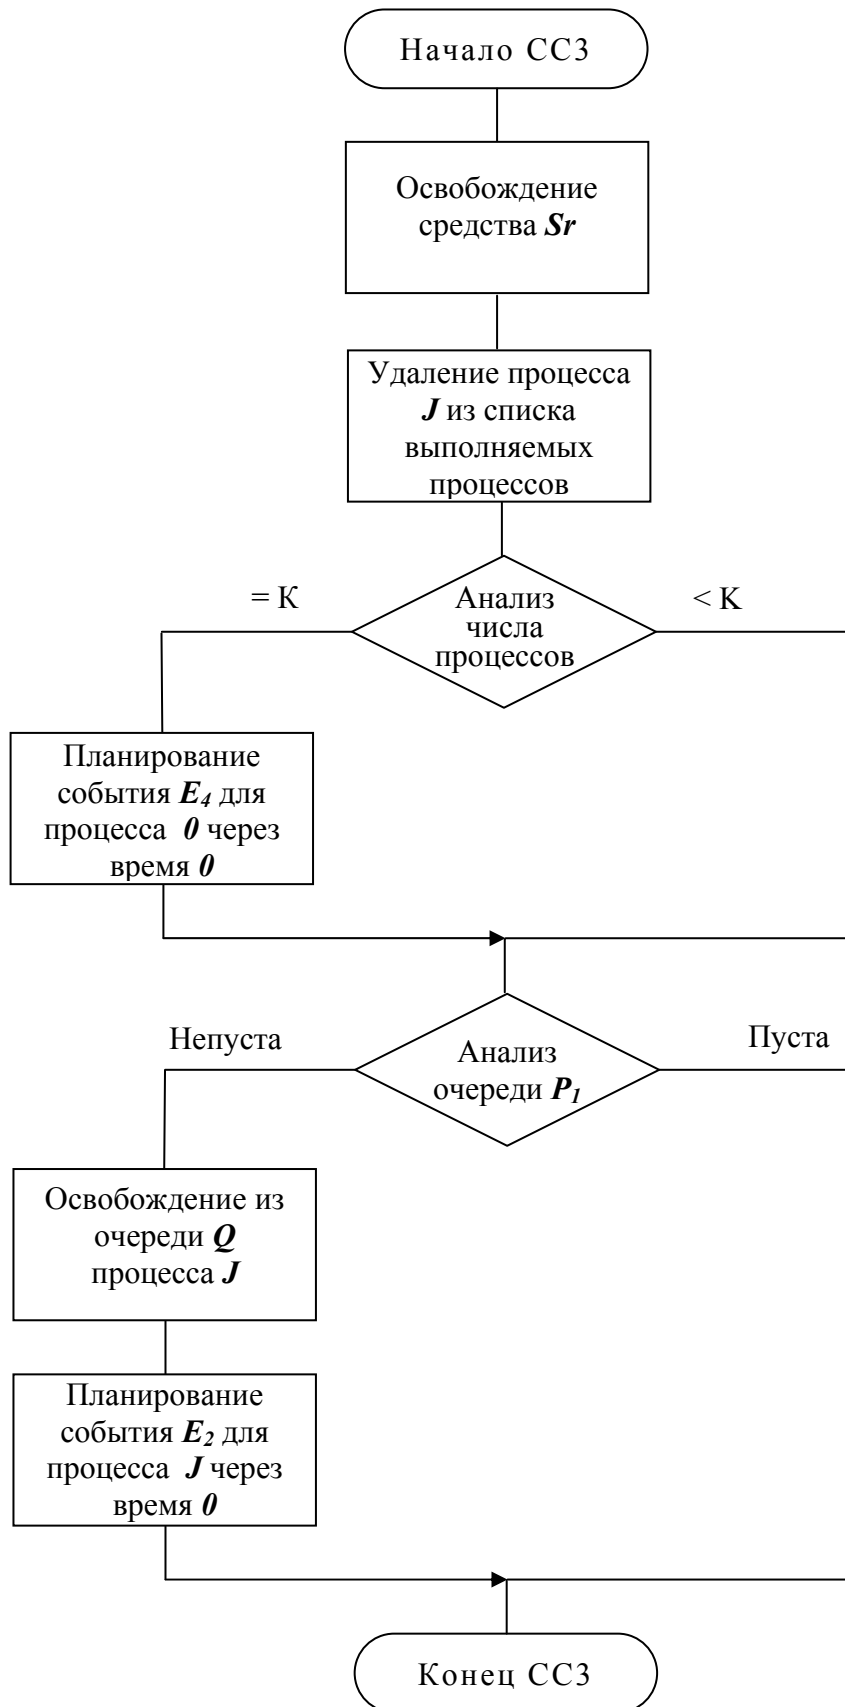 Начало СС3
Освобождение
средства Sr
Удаление процесса
J из списка
выполняемых
процессов
= К
Анализ
числа
процессов
< К
Планирование
события E4 для
процесса 0 через
время 0
Непуста
Анализ
очереди P1
Пуста
Освобождение из
очереди Q
процесса J
Планирование
события E2 для
процесса J через
время 0
Конец СС3